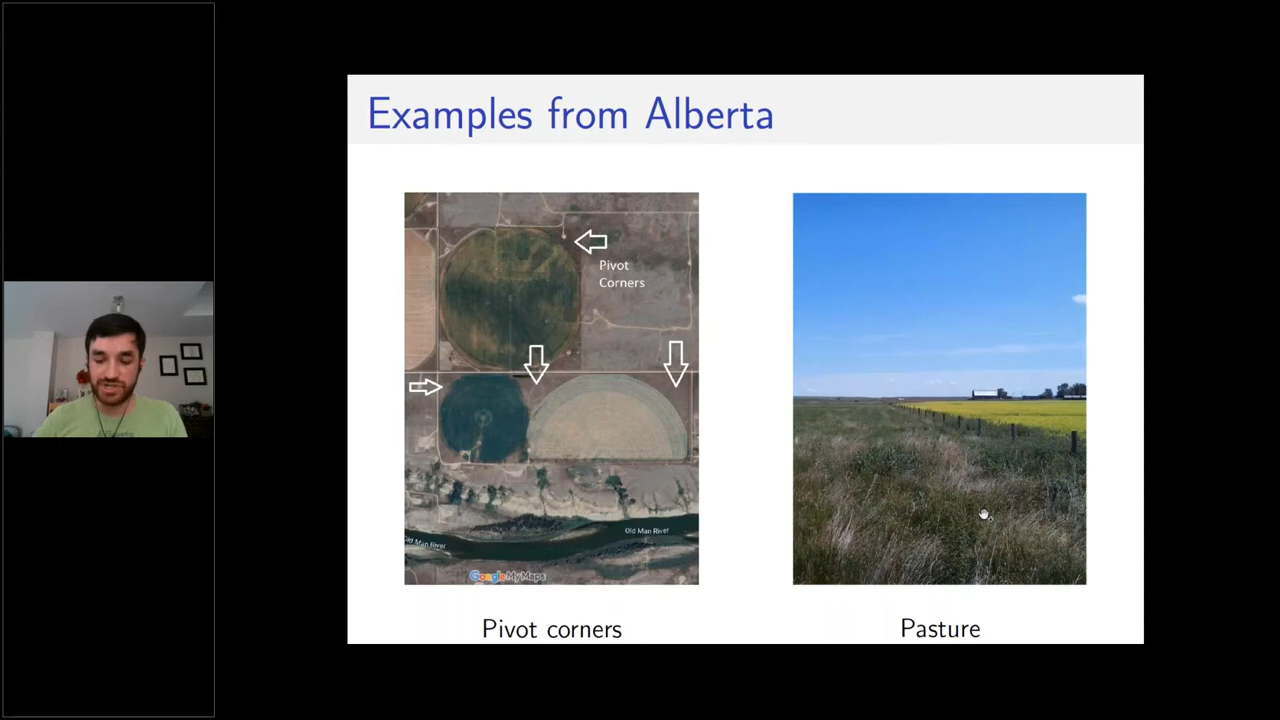 Examples from Alberta
Pivot
Corners
Old Man River
Old Man River
Google My Maps
Pivot corners
Pasture